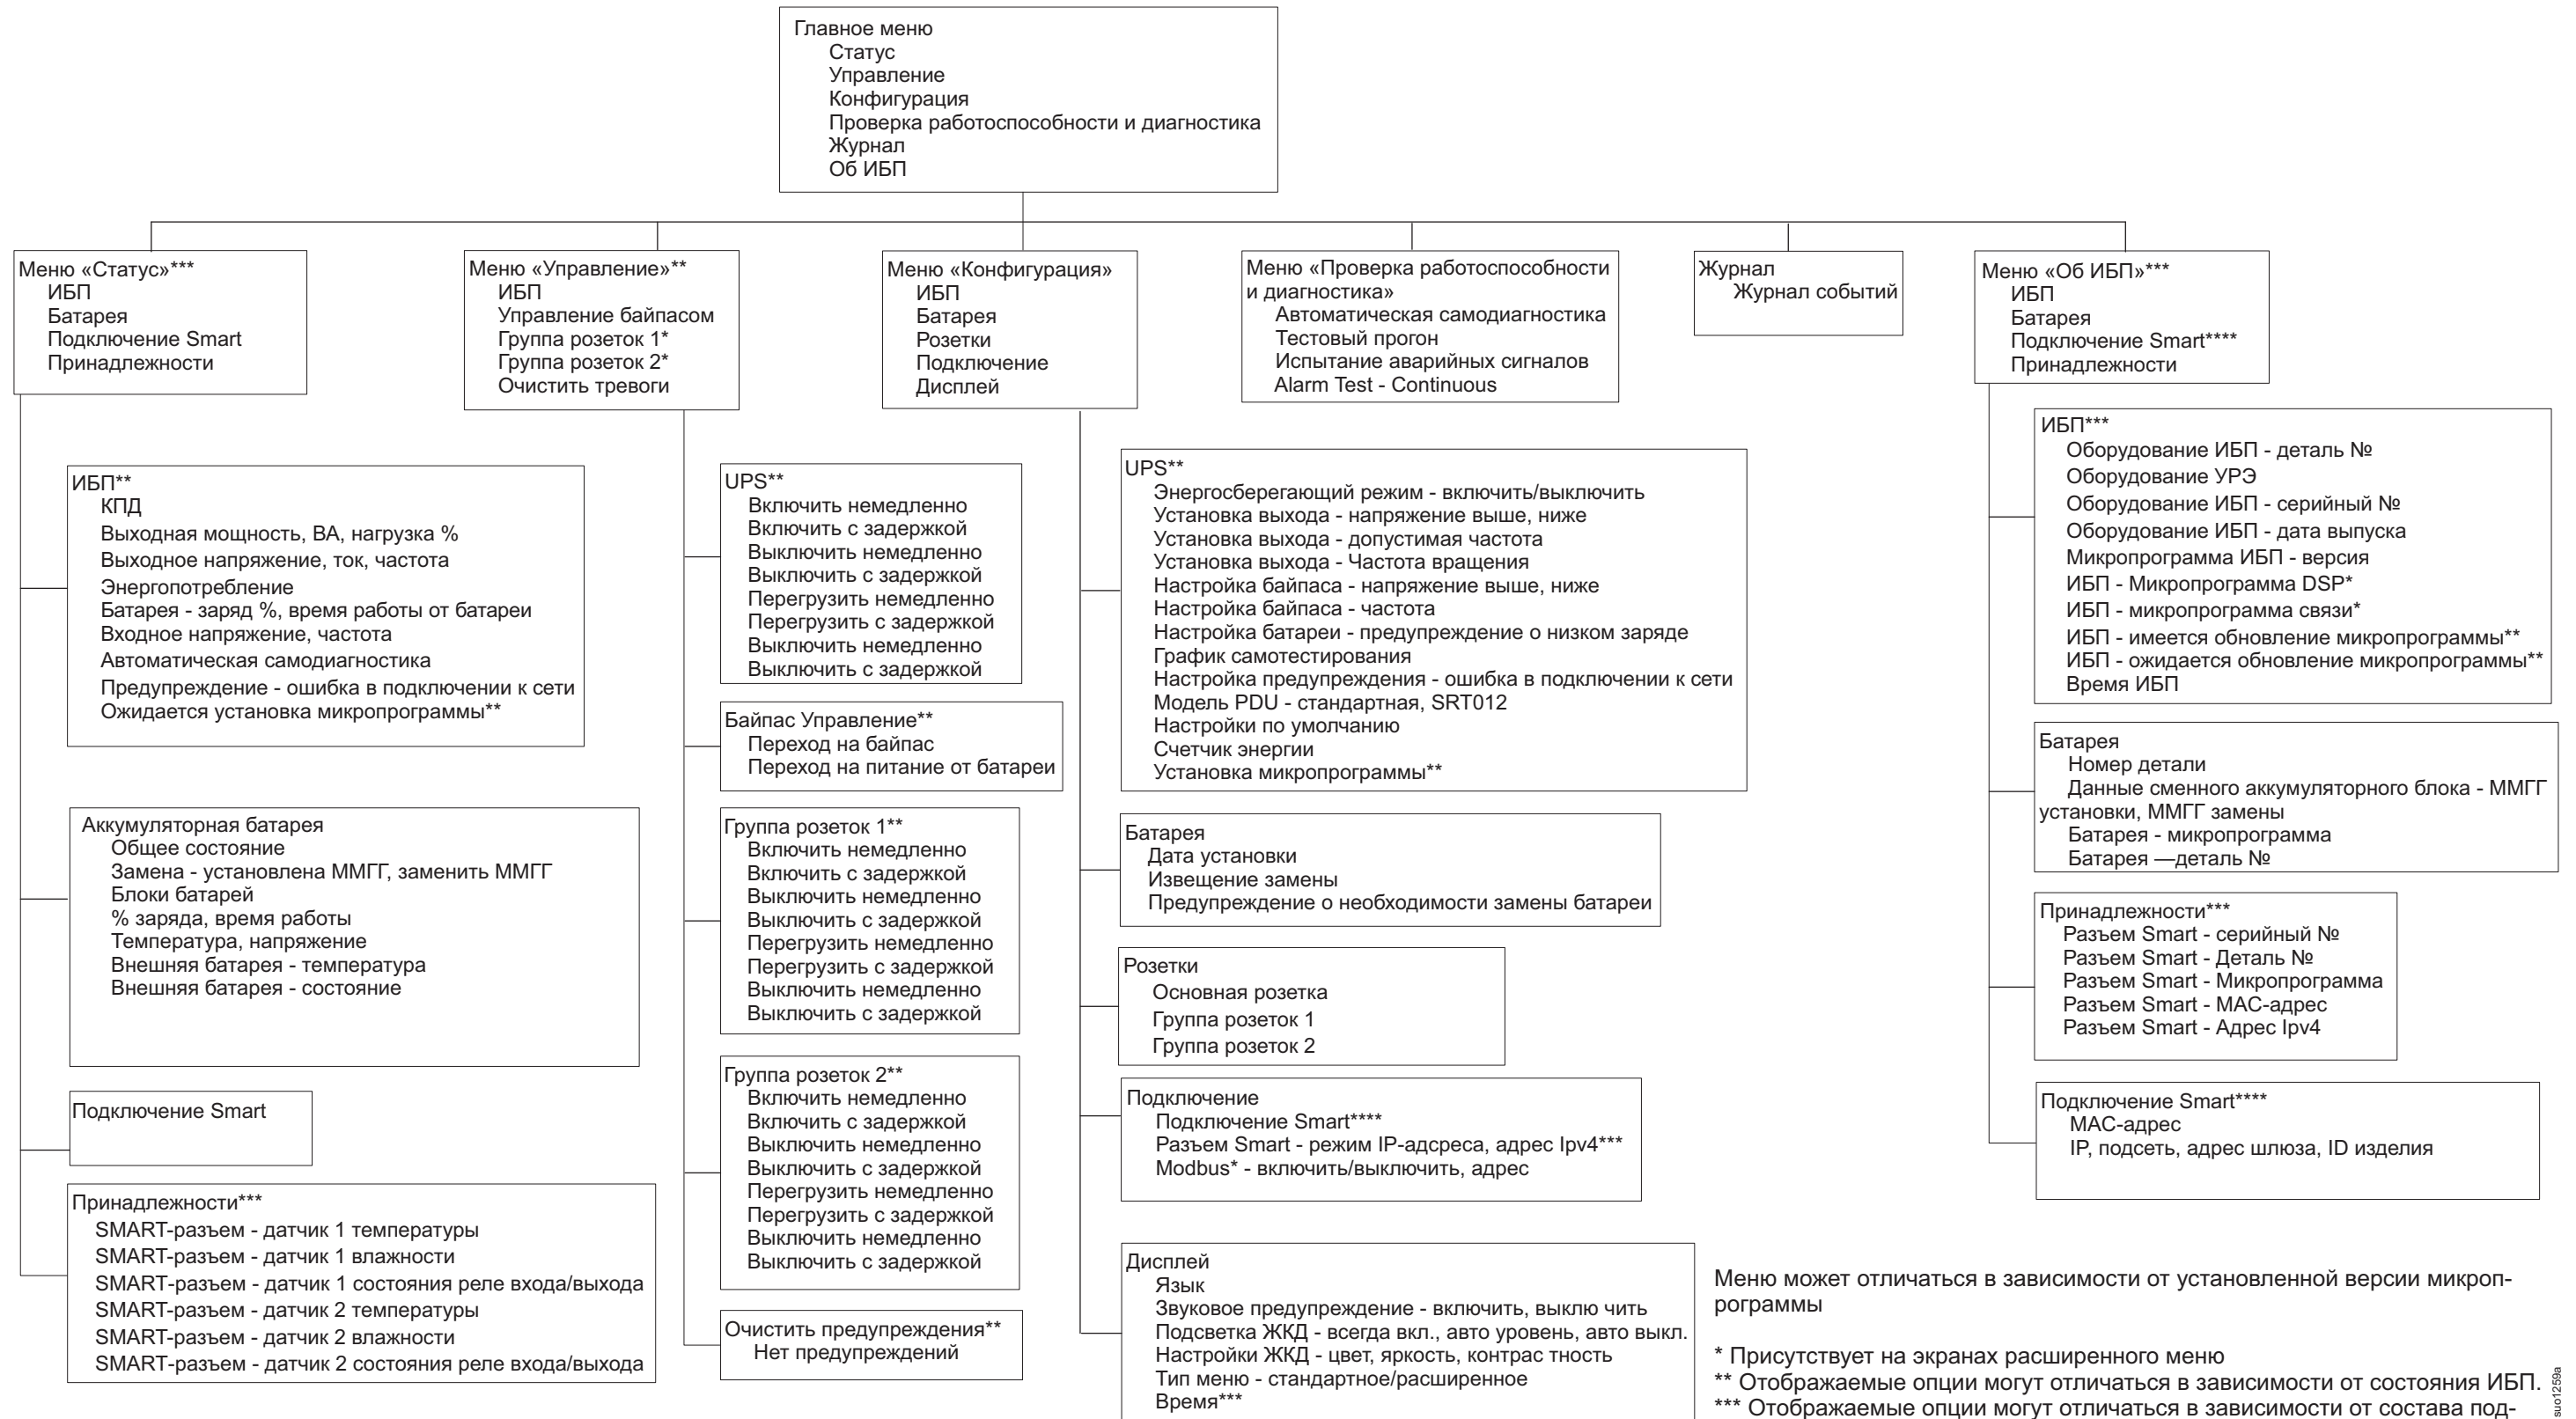 Главное меню
Статус
Управление
Конфигурация
Проверка работоспособности и диагностика
Журнал
Об ИБП
Меню «Статус»***
ИБП
Батарея
Подключение Smart
Принадлежности
ИБП**
КПД
Выходная мощность, ВА, нагрузка %
Выходное напряжение, ток, частота
Энергопотребление
Батарея - заряд %, время работы от батареи
Входное напряжение, частота
Автоматическая самодиагностика
Предупреждение - ошибка в подключении к сети
Ожидается установка микропрограммы**
Аккумуляторная батарея
Общее состояние
Замена - установлена ММГГ, заменить ММГГ
Блоки батарей
% заряда, время работы
Температура, напряжение
Внешняя батарея - температура
Внешняя батарея - состояние
Подключение Smart
Принадлежности***
SMART-разъем - датчик 1 температуры
SMART-разъем - датчик 1 влажности
SMART-разъем - датчик 1 состояния реле входа/выхода
SMART-разъем - датчик 2 температуры
SMART-разъем - датчик 2 влажности
SMART-разъем - датчик 2 состояния реле входа/выхода
Меню «Управление»**
ИБП
Управление байпасом
Группа розеток 1*
Группа розеток 2*
Очистить тревоги
UPS**
Включить немедленно
Включить с задержкой
Выключить немедленно
Выключить с задержкой
Перегрузить немедленно
Перегрузить с задержкой
Выключить немедленно
Выключить с задержкой
Байпас Управление**
Переход на байпас
Переход на питание от батареи
Группа розеток 1**
Включить немедленно
Включить с задержкой
Выключить немедленно
Выключить с задержкой
Перегрузить немедленно
Перегрузить с задержкой
Выключить немедленно
Выключить с задержкой
Группа розеток 2**
Включить немедленно
Включить с задержкой
Выключить немедленно
Выключить с задержкой
Перегрузить немедленно
Перегрузить с задержкой
Выключить немедленно
Выключить с задержкой
Очистить предупреждения**
Нет предупреждений
Меню «Конфигурация»
ИБП
Батарея
Розетки
Подключение
Дисплей
UPS**
Энергосберегающий режим - включить/выключить
Установка выхода - напряжение выше, ниже
Установка выхода - допустимая частота
Установка выхода - Частота вращения
Настройка байпаса - напряжение выше, ниже
Настройка байпаса - частота
Настройка батареи - предупреждение о низком заряде
График самотестирования
Настройка предупреждения - ошибка в подключении к сети
Модель PDU - стандартная, SRT012
Настройки по умолчанию
Счетчик энергии
Установка микропрограммы**
Батарея
Дата установки
Извещение замены
Предупреждение о необходимости замены батареи
Розетки
Основная розетка
Группа розеток 1
Группа розеток 2
Подключение
Подключение Smart****
Разъем Smart - режим IP-адсреса, адрес Ipv4***
Modbus* - включить/выключить, адрес
Дисплей
Язык
Звуковое предупреждение - включить, выклю чить
Подсветка ЖКД - всегда вкл., авто уровень, авто выкл.
Настройки ЖКД - цвет, яркость, контрас тность
Тип меню - стандартное/расширенное
Время***
Меню «Проверка работоспособности
и диагностика»
Автоматическая самодиагностика
Тестовый прогон
Испытание аварийных сигналов
Alarm Test - Continuous
Журнал
Журнал событий
Меню «Об ИБП»***
ИБП
Батарея
Подключение Smart****
Принадлежности
ИБП***
Оборудование ИБП - деталь №
Оборудование УРЭ
Оборудование ИБП - серийный №
Оборудование ИБП - дата выпуска
Микропрограмма ИБП - версия
ИБП - Микропрограмма DSP*
ИБП - микропрограмма связи*
ИБП - имеется обновление микропрограммы**
ИБП - ожидается обновление микропрограммы**
Время ИБП
Батарея
Номер детали
Данные сменного аккумуляторного блока - ММГГ
установки, ММГГ замены
Батарея - микропрограмма
Батарея —деталь №
Принадлежности***
Разъем Smart - серийный №
Разъем Smart - Деталь №
Разъем Smart - Микропрограмма
Разъем Smart - MAC-адрес
Разъем Smart - Адрес Ipv4
Подключение Smart****
MAC-адрес
IP, подсеть, адрес шлюза, ID изделия
Меню может отличаться в зависимости от установленной версии микроп-
рограммы
* Присутствует на экранах расширенного меню
** Отображаемые опции могут отличаться в зависимости от состояния ИБП.
*** Отображаемые опции могут отличаться в зависимости от состава под-
suo1259a